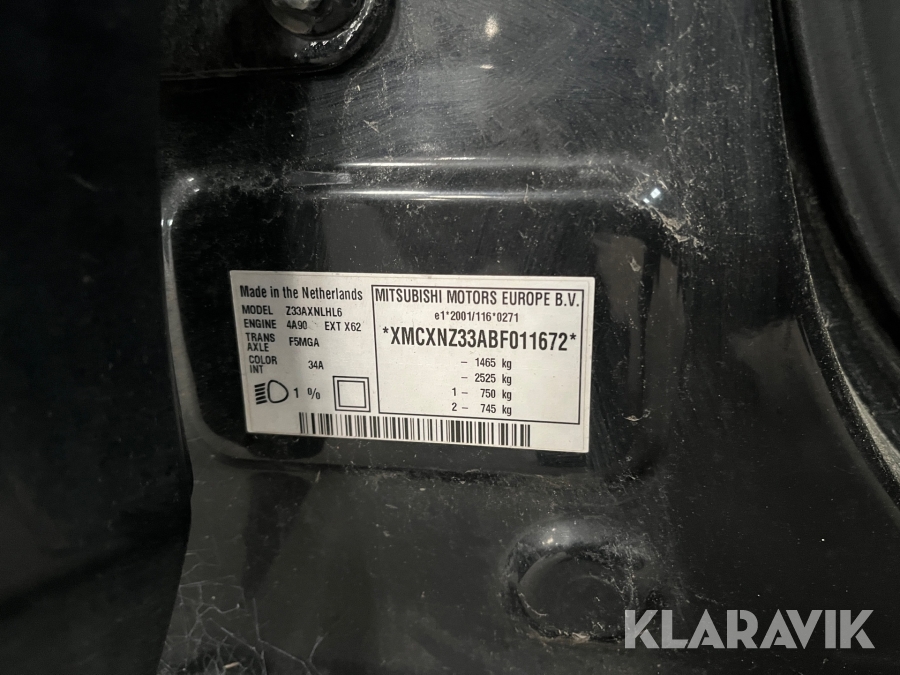 Made in the Netherlands
MODEL Z33AXNLHL6
ENGINE 4A90 EXT X62
TRANS AXLE F5MGA
COLOR INT 34A
1 %
MITSUBISHI MOTORS EUROPE B.V.
e1*2001/116*0271
*XMCXNZ33ABF011672*
- 1465 kg
- 2525 kg
1 - 750 kg
2 - 745 kg
KLARAVIK